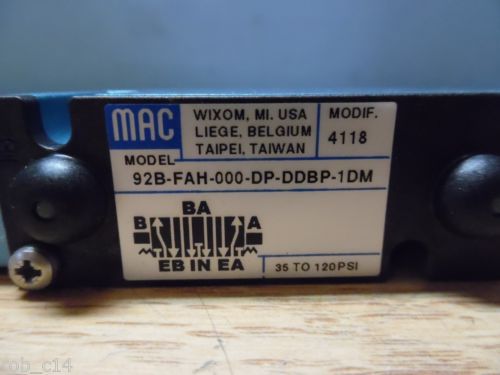 MAC
WIXOM, MI. USA
LIEGE, BELGIUM
TAIPEI, TAIWAN
MODIF.
4118
MODEL
92B-FAH-000-DP-DDBP-1DM
BA
B A
EB IN EA
35 TO 120PSI
ob_c14